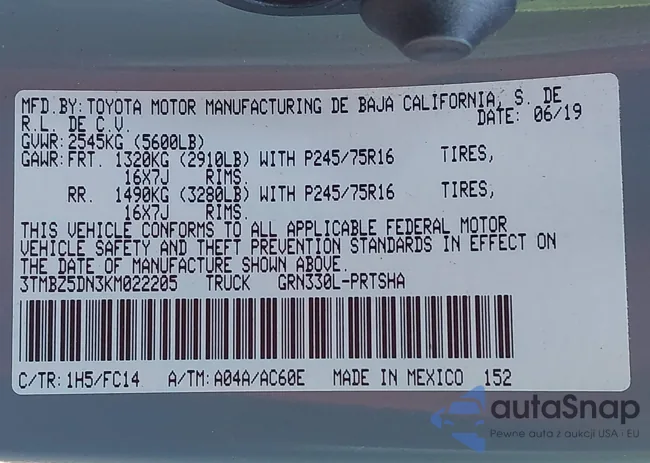 MFD. BY: TOYOTA MOTOR MANUFACTURING DE BAJA CALIFORNIA, S. DE
R.L. DE C.V. DATE: 06/19
GVWR: 2545KG (5600LB)
GAWR: FRT. 1320KG (2910LB) WITH P245/75R16 TIRES,
16X7J RIMS.
RR. 1490KG (3280LB) WITH P245/75R16 TIRES,
16X7J RIMS.
THIS VEHICLE CONFORMS TO ALL APPLICABLE FEDERAL MOTOR
VEHICLE SAFETY AND THEFT PREVENTION STANDARDS IN EFFECT ON
THE DATE OF MANUFACTURE SHOWN ABOVE.
3TMBZ5DN3KM022205 TRUCK GRN330L-PRTSHA
C/TR: 1H5/FC14 A/TM: A04A/AC60E MADE IN MEXICO 152
autaSnap
Pewne auta z aukcji USA i EU